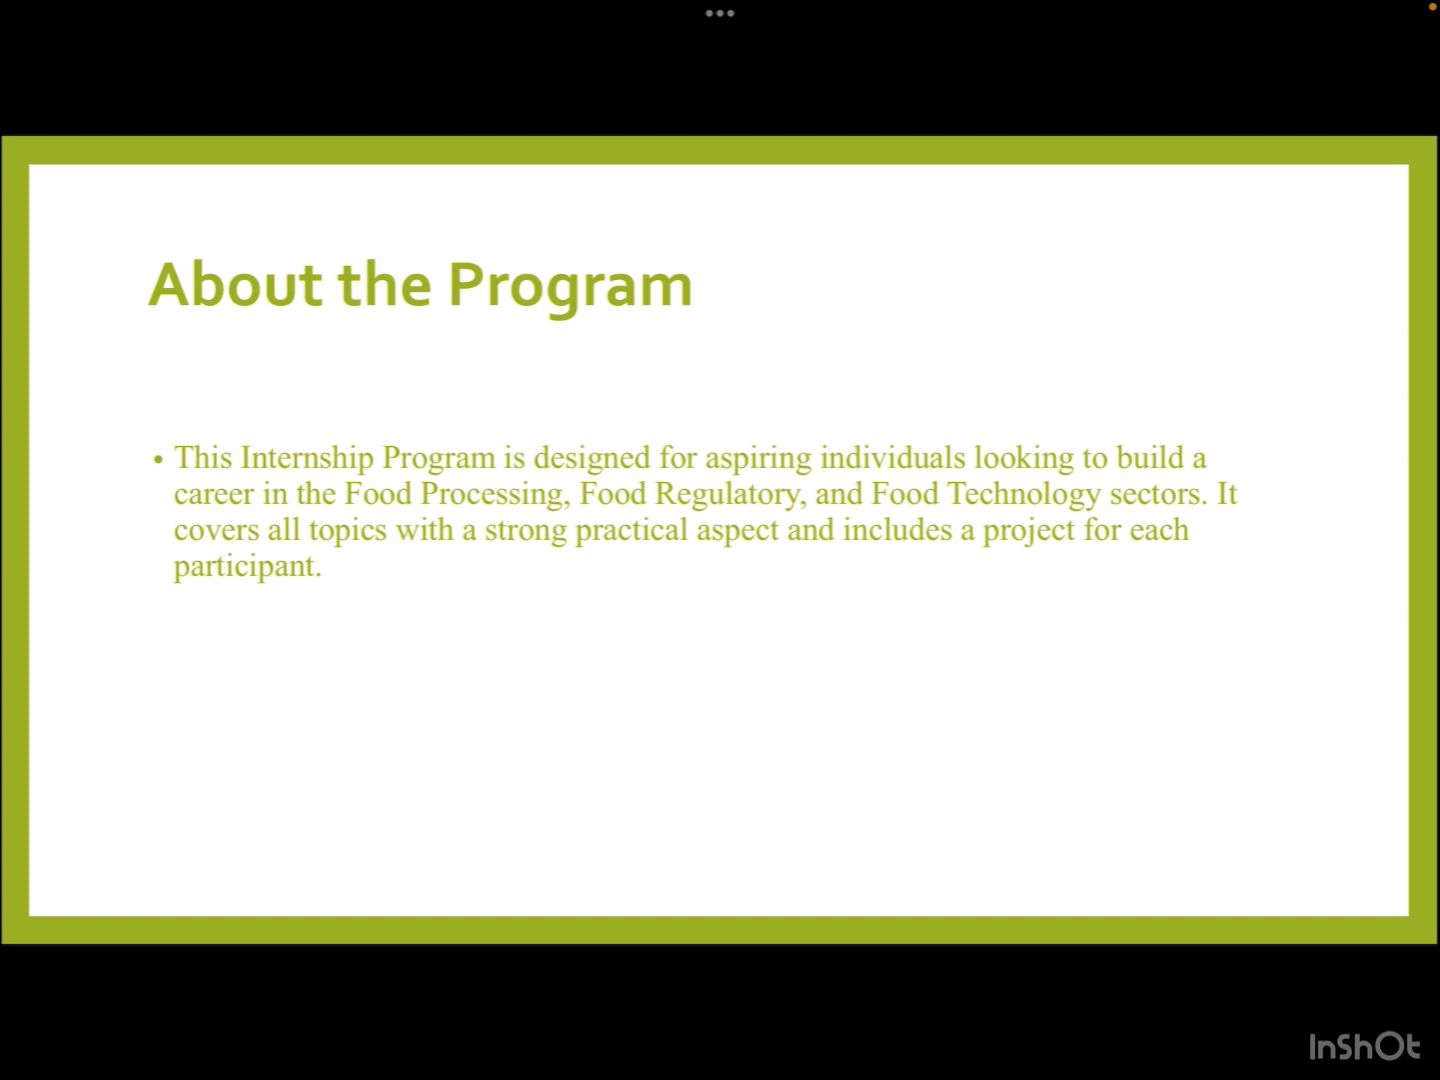 About the Program
• This Internship Program is designed for aspiring individuals looking to build a
career in the Food Processing, Food Regulatory, and Food Technology sectors. It
covers all topics with a strong practical aspect and includes a project for each
participant.
InShOt